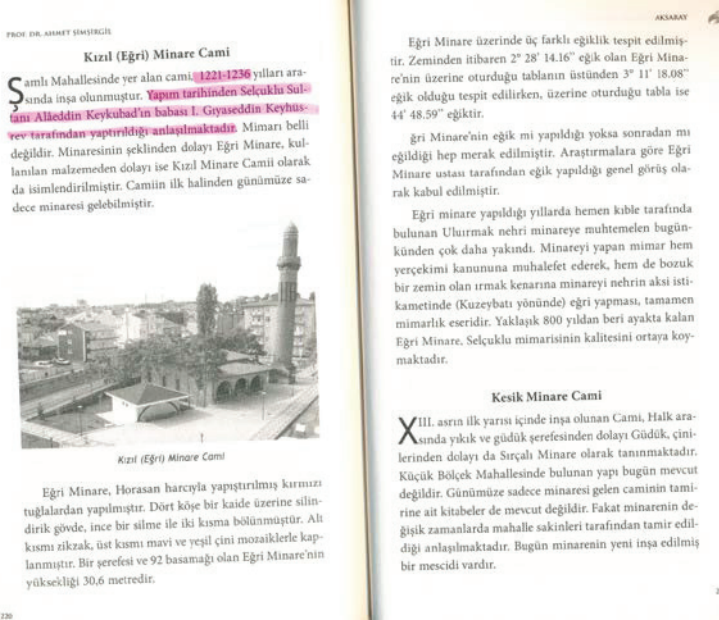 PROF. DR. AHMET ŞİMŞİRGİL
Kızıl (Eğri) Minare Cami
Şamlı Mahallesinde yer alan cami, 1221-1236 yılları ara-
sında inşa olunmuştur. Yapım tarihinden Selçuklu Sul-
tanı Alâeddin Keykubad'ın babası I. Gıyaseddin Keyhüs-
rev tarafından yaptırıldığı anlaşılmaktadır. Mimarı belli
değildir. Minaresinin şeklinden dolayı Eğri Minare, kul-
lanılan malzemeden dolayı ise Kızıl Minare Camii olarak
da isimlendirilmiştir. Camiin ilk halinden günümüze sa-
dece minaresi gelebilmiştir.
Kızıl (Eğri) Minare Cami
Eğri Minare, Horasan harcıyla yapıştırılmış kırmızı
tuğlalardan yapılmıştır. Dört köşe bir kaide üzerine silin-
dirik gövde, ince bir silme ile iki kısma bölünmüştür. Alt
kısmı zikzak, üst kısmı mavi ve yeşil çini mozaiklerle kap-
lanmıştır. Bir şerefesi ve 92 basamağı olan Eğri Minare'nin
yüksekliği 30,6 metredir.
220
AKSARAY
Eğri Minare üzerinde üç farklı eğiklik tespit edilmiş-
tir. Zeminden itibaren 2° 28' 14.16" eğik olan Eğri Mina-
re'nin üzerine oturduğu tablanın üstünden 3° 11' 18.08"
eğik olduğu tespit edilirken, üzerine oturduğu tabla ise
44' 48.59" eğiktir.
ğri Minare'nin eğik mi yapıldığı yoksa sonradan mı
eğildiği hep merak edilmiştir. Araştırmalara göre Eğri
Minare ustası tarafından eğik yapıldığı genel görüş ola-
rak kabul edilmiştir.
Eğri minare yapıldığı yıllarda hemen kıble tarafında
bulunan Uluırmak nehri minareye muhtemelen bugün-
künden çok daha yakındı. Minareyi yapan mimar hem
yerçekimi kanununa muhalefet ederek, hem de bozuk
bir zemin olan ırmak kenarına minareyi nehrin aksi isti-
kametinde (Kuzeybatı yönünde) eğri yapması, tamamen
mimarlık eseridir. Yaklaşık 800 yıldan beri ayakta kalan
Eğri Minare, Selçuklu mimarisinin kalitesini ortaya koy-
maktadır.
Kesik Minare Cami
XIII. asrın ilk yarısı içinde inşa olunan Cami, Halk ara-
sında yıkık ve güdük şerefesinden dolayı Güdük, çini-
lerinden dolayı da Sırçalı Minare olarak tanınmaktadır.
Küçük Bölçek Mahallesinde bulunan yapı bugün mevcut
değildir. Günümüze sadece minaresi gelen caminin tami-
rine ait kitabeler de mevcut değildir. Fakat minarenin de-
ğişik zamanlarda mahalle sakinleri tarafından tamir edil-
diği anlaşılmaktadır. Bugün minarenin yeni inşa edilmiş
bir mescidi vardır.